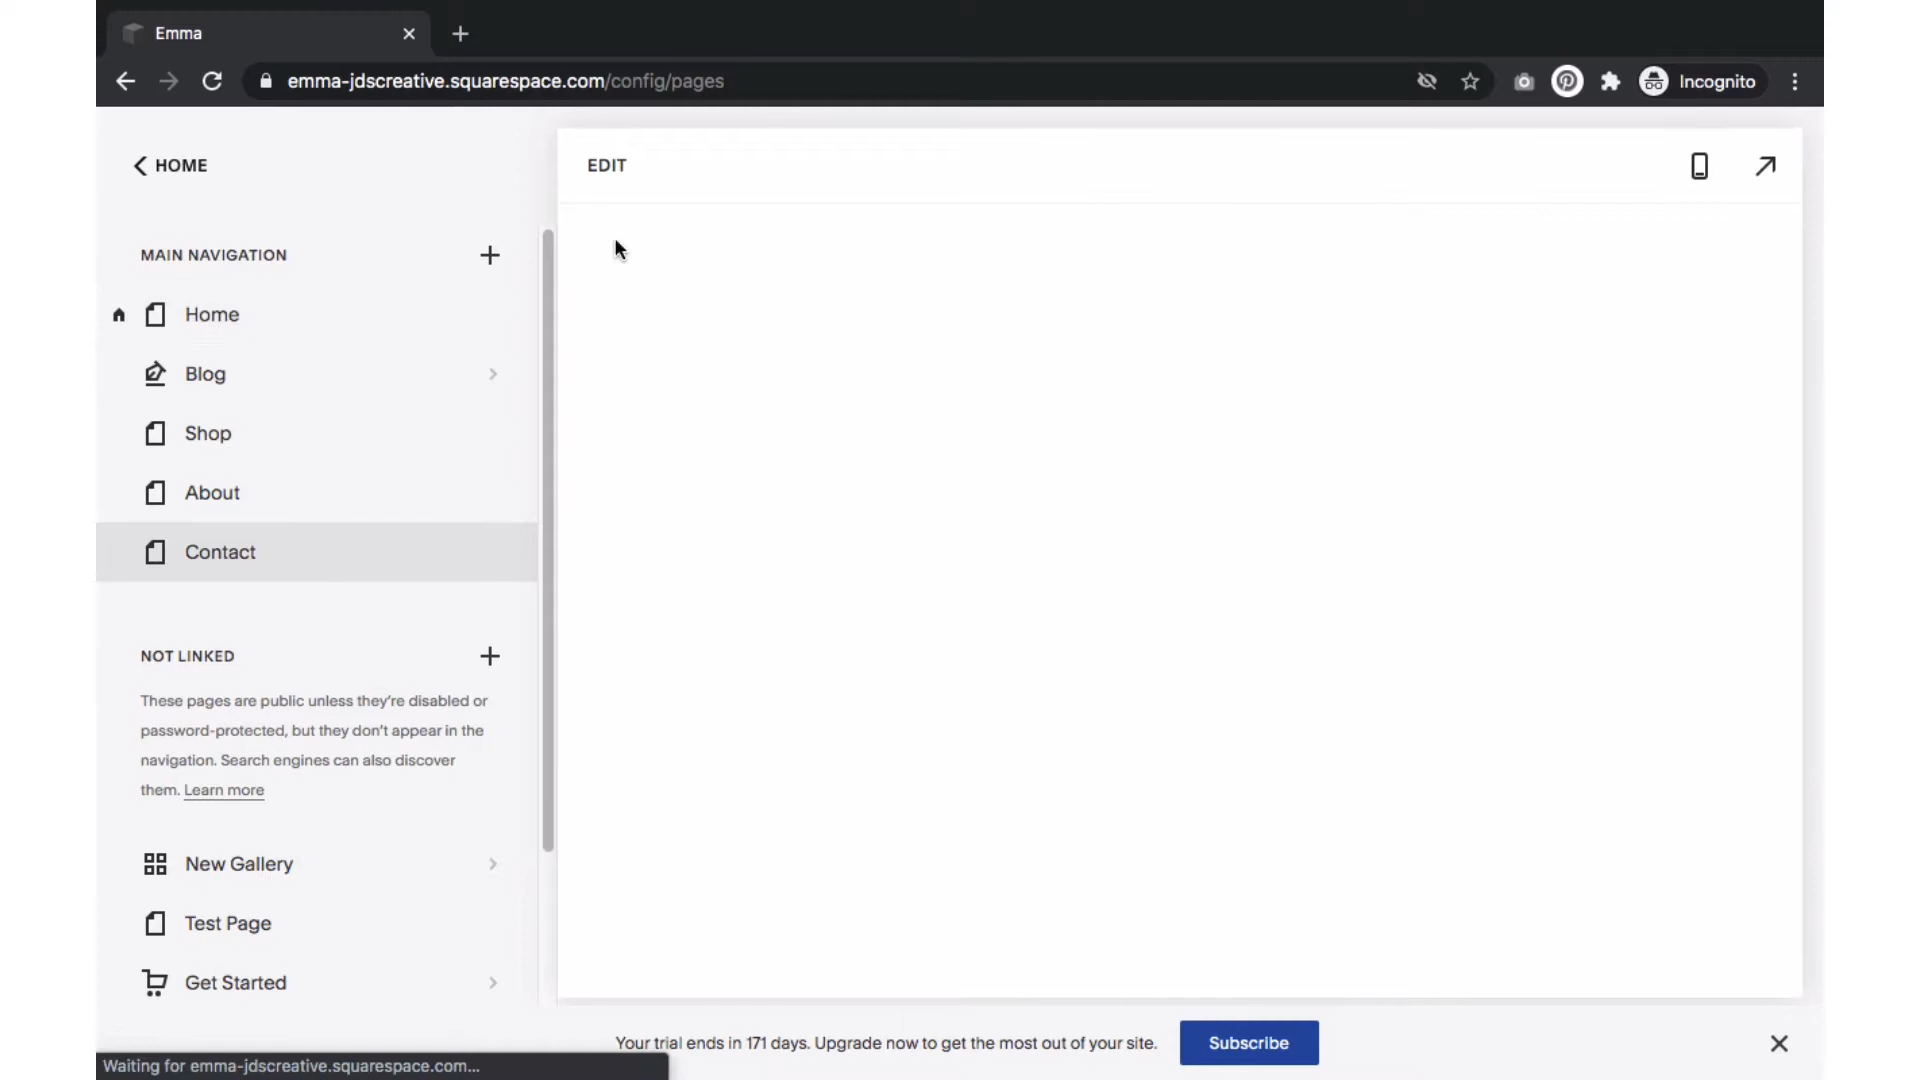 Emma
emma-jdscreative.squarespace.com/config/pages
Incognito
HOME
EDIT
MAIN NAVIGATION
Home
Blog
Shop
About
Contact
NOT LINKED
These pages are public unless they're disabled or
password-protected, but they don't appear in the
navigation. Search engines can also discover
them. Learn more
New Gallery
Test Page
Get Started
Your trial ends in 171 days. Upgrade now to get the most out of your site.
Subscribe
Waiting for emma-jdscreative.squarespace.com...